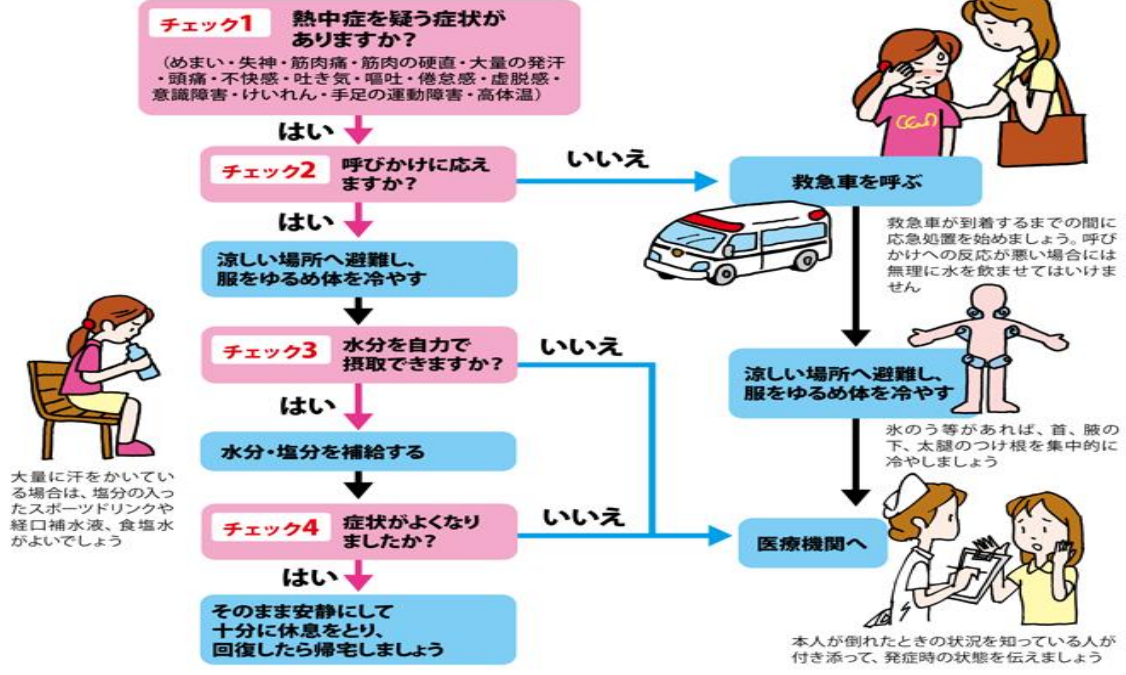 チェック1
熱中症を疑う症状が
ありますか？
（めまい・失神・筋肉痛・筋肉の硬直・大量の発汗
・頭痛・不快感・吐き気・嘔吐・倦怠感・虚脱感・
意識障害・けいれん・手足の運動障害・高体温）
はい
チェック2
呼びかけに応え
ますか？
いいえ
救急車を呼ぶ
救急車が到着するまでの間に
応急処置を始めましょう。呼び
かけへの反応が悪い場合には
無理に水を飲ませてはいけま
せん
はい
涼しい場所へ避難し、
服をゆるめ体を冷やす
チェック3
水分を自力で
摂取できますか？
いいえ
涼しい場所へ避難し、
服をゆるめ体を冷やす
氷のう等があれば、首、腋の
下、太腿のつけ根を集中的に
冷やしましょう
はい
水分・塩分を補給する
大量に汗をかいてい
る場合は、塩分の入っ
たスポーツドリンクや
経口補水液、食塩水
がよいでしょう
チェック4
症状がよくなり
ましたか？
いいえ
医療機関へ
はい
そのまま安静にして
十分に休息をとり、
回復したら帰宅しましょう
本人が倒れたときの状況を知っている人が
付き添って、発症時の状態を伝えましょう